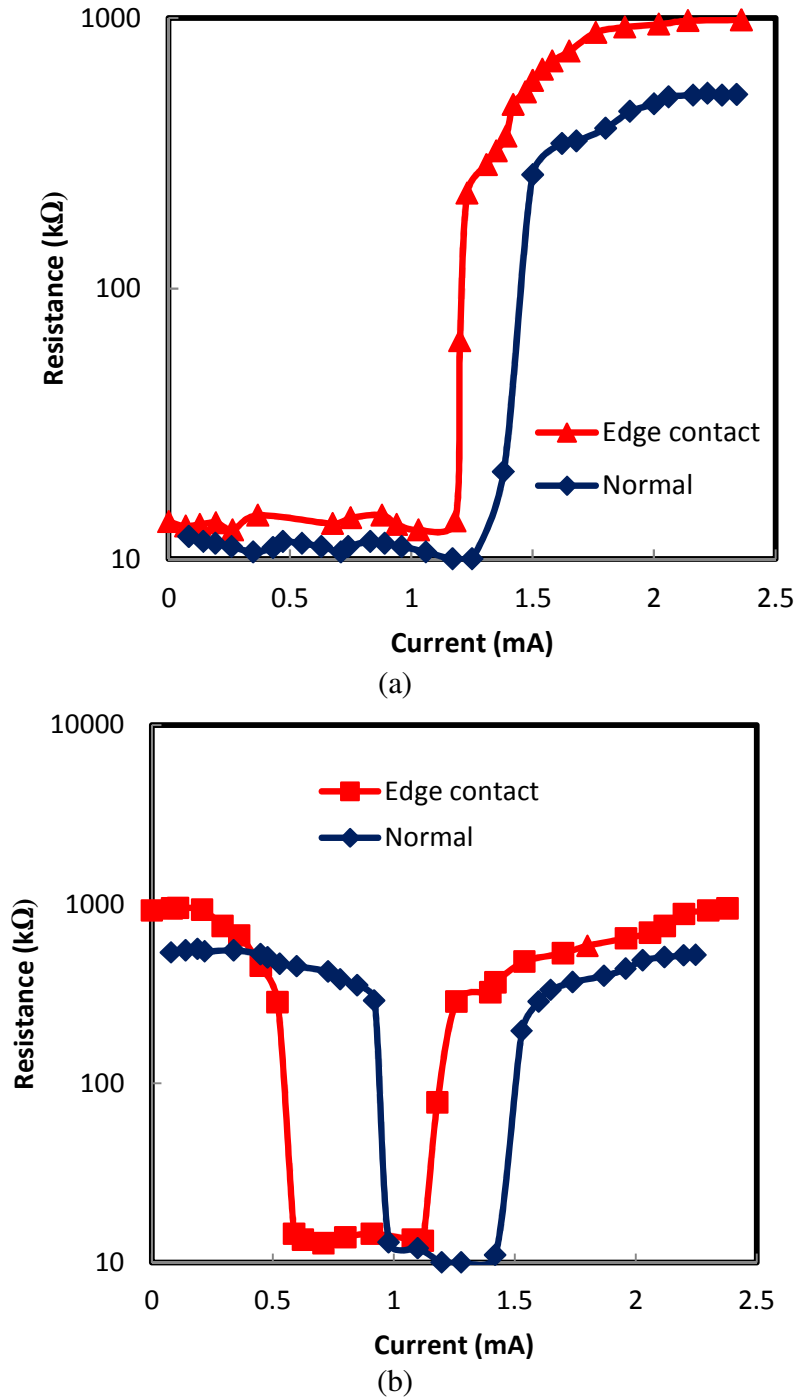 1000
100
10
Resistance (kΩ)
Edge contact
Normal
0 0.5 1 1.5 2 2.5
Current (mA)
(a)
10000
1000
100
10
Resistance (kΩ)
Edge contact
Normal
0 0.5 1 1.5 2 2.5
Current (mA)
(b)